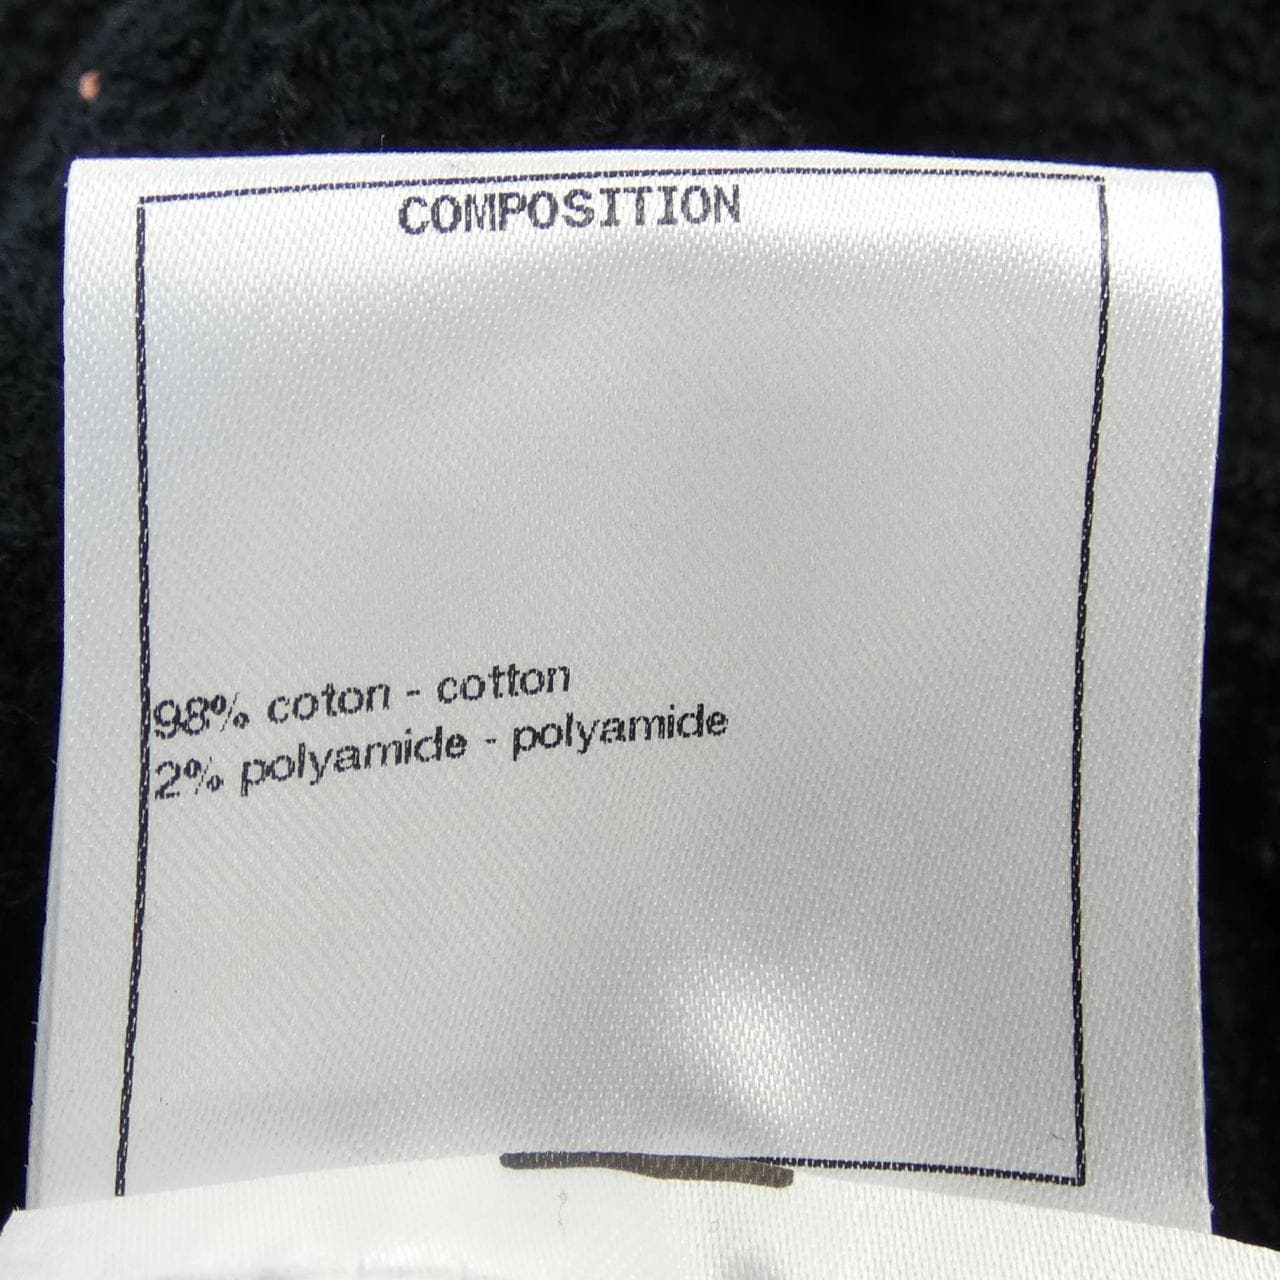 COMPOSITION
98% coton - cotton
2% polyamide - polyamide